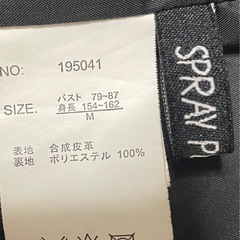 NO: 195041
SIZE. バスト 79~87
身長 154~162
M
表地 合成皮革
裏地 ポリエステル 100%
SPRAY